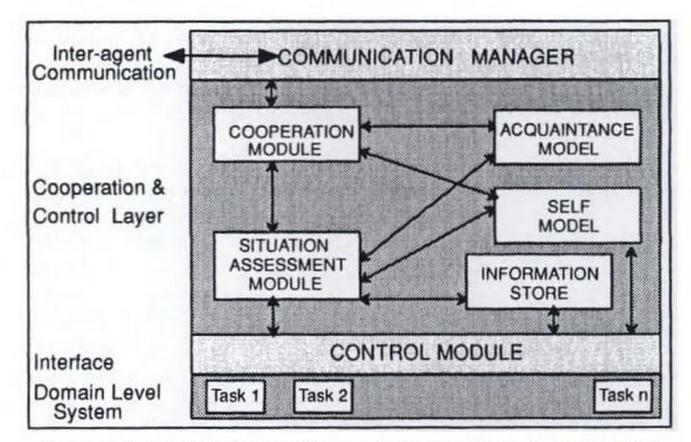 Inter-agent
Communication
COMMUNICATION MANAGER
COOPERATION
MODULE
ACQUAINTANCE
MODEL
Cooperation &
Control Layer
SELF
MODEL
SITUATION
ASSESSMENT
MODULE
INFORMATION
STORE
Interface
CONTROL MODULE
Domain Level
System
Task 1
Task 2
Task n